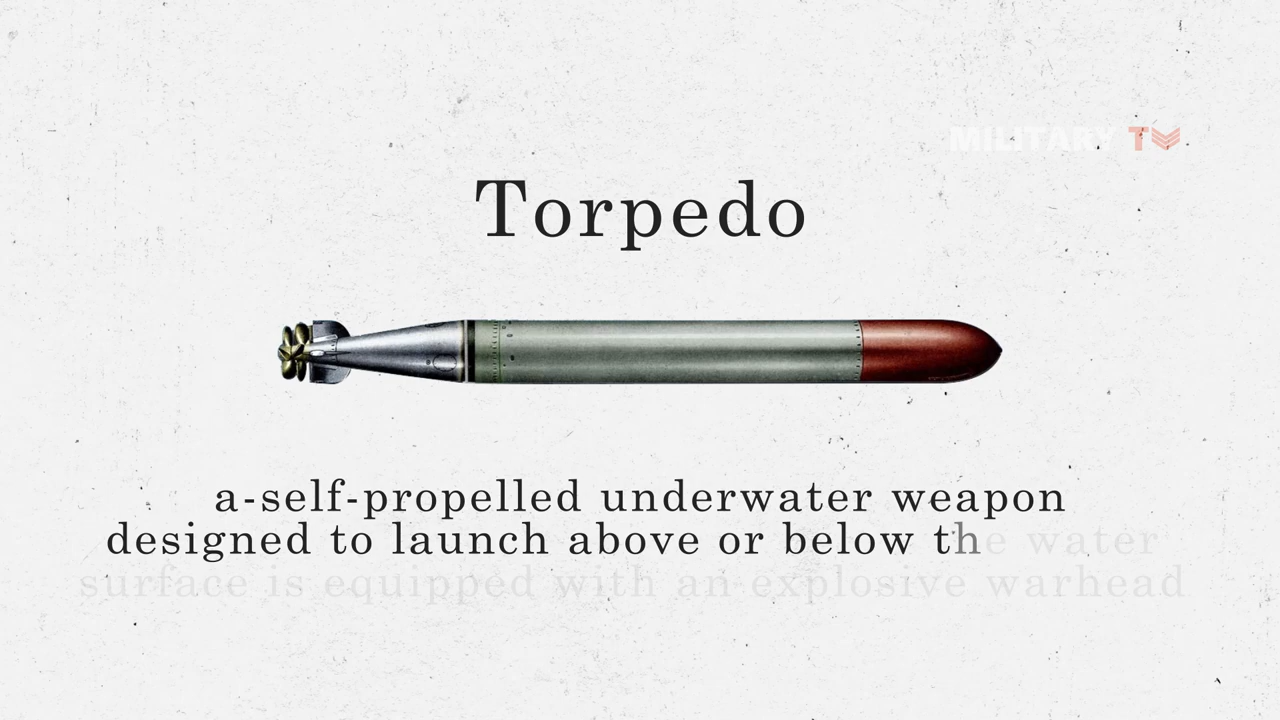 MILITARY TV
Torpedo
a-self-propelled underwater weapon
designed to launch above or below the water
surface is equipped with an explosive warhead